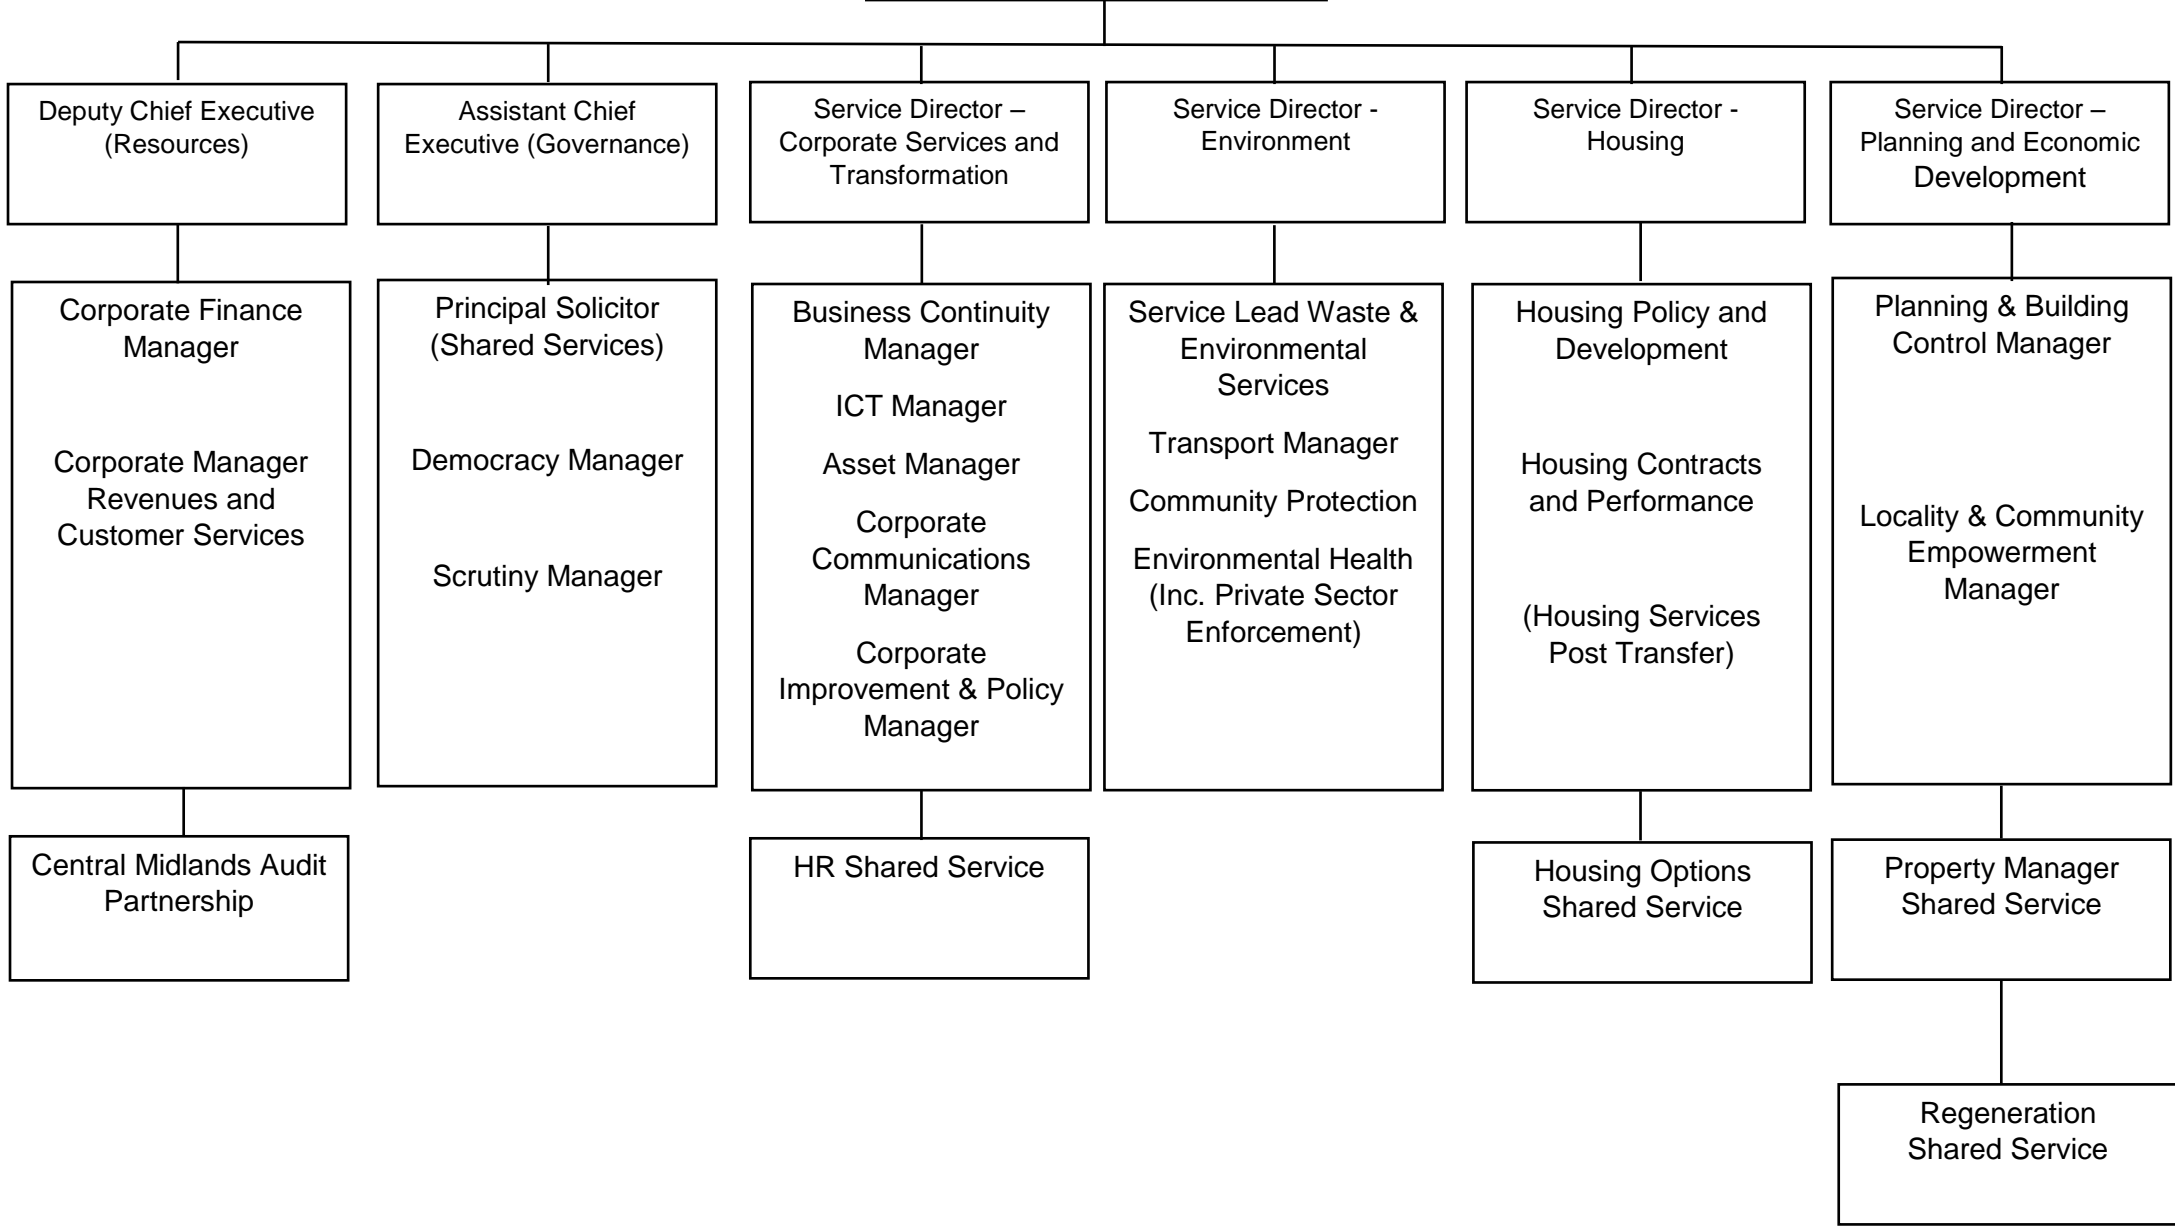 Deputy Chief Executive
(Resources)
Assistant Chief
Executive (Governance)
Service Director –
Corporate Services and
Transformation
Service Director -
Environment
Service Director -
Housing
Service Director –
Planning and Economic
Development
Corporate Finance
Manager
Corporate Manager
Revenues and
Customer Services
Principal Solicitor
(Shared Services)
Democracy Manager
Scrutiny Manager
Business Continuity
Manager
ICT Manager
Asset Manager
Corporate
Communications
Manager
Corporate
Improvement & Policy
Manager
Service Lead Waste &
Environmental
Services
Transport Manager
Community Protection
Environmental Health
(Inc. Private Sector
Enforcement)
Housing Policy and
Development
Housing Contracts
and Performance
(Housing Services
Post Transfer)
Planning & Building
Control Manager
Locality & Community
Empowerment
Manager
Central Midlands Audit
Partnership
HR Shared Service
Housing Options
Shared Service
Property Manager
Shared Service
Regeneration
Shared Service